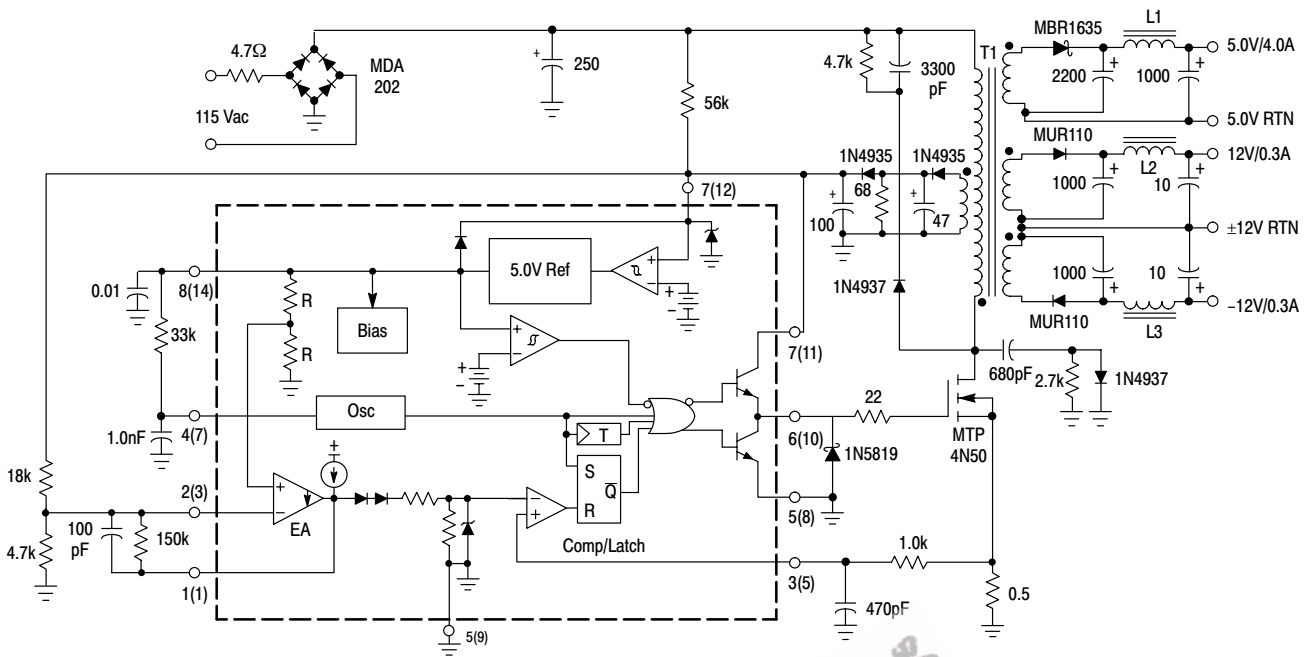 4.7Ω
MDA
202
115 Vac
+
250
56k
4.7k
3300
pF
T1
MBR1635
L1
+
2200
+
1000
5.0V/4.0A
5.0V RTN
MUR110
+
1000
L2
+
10
12V/0.3A
±12V RTN
1000
+
10
+
MUR110
L3
–12V/0.3A
1N4935
1N4935
68
+
100
+
47
7(12)
1N4937
0.01
8(14)
R
R
Bias
5.0V Ref
+
–
+
–
+
–
+
–
33k
7(11)
680pF
2.7k
1N4937
Osc
4(7)
1.0nF
T
22
6(10)
1N5819
MTP
4N50
18k
2(3)
+
+
–
EA
S
Q
R
–
+
5(8)
100
pF
150k
4.7k
Comp/Latch
1(1)
3(5)
1.0k
0.5
470pF
5(9)